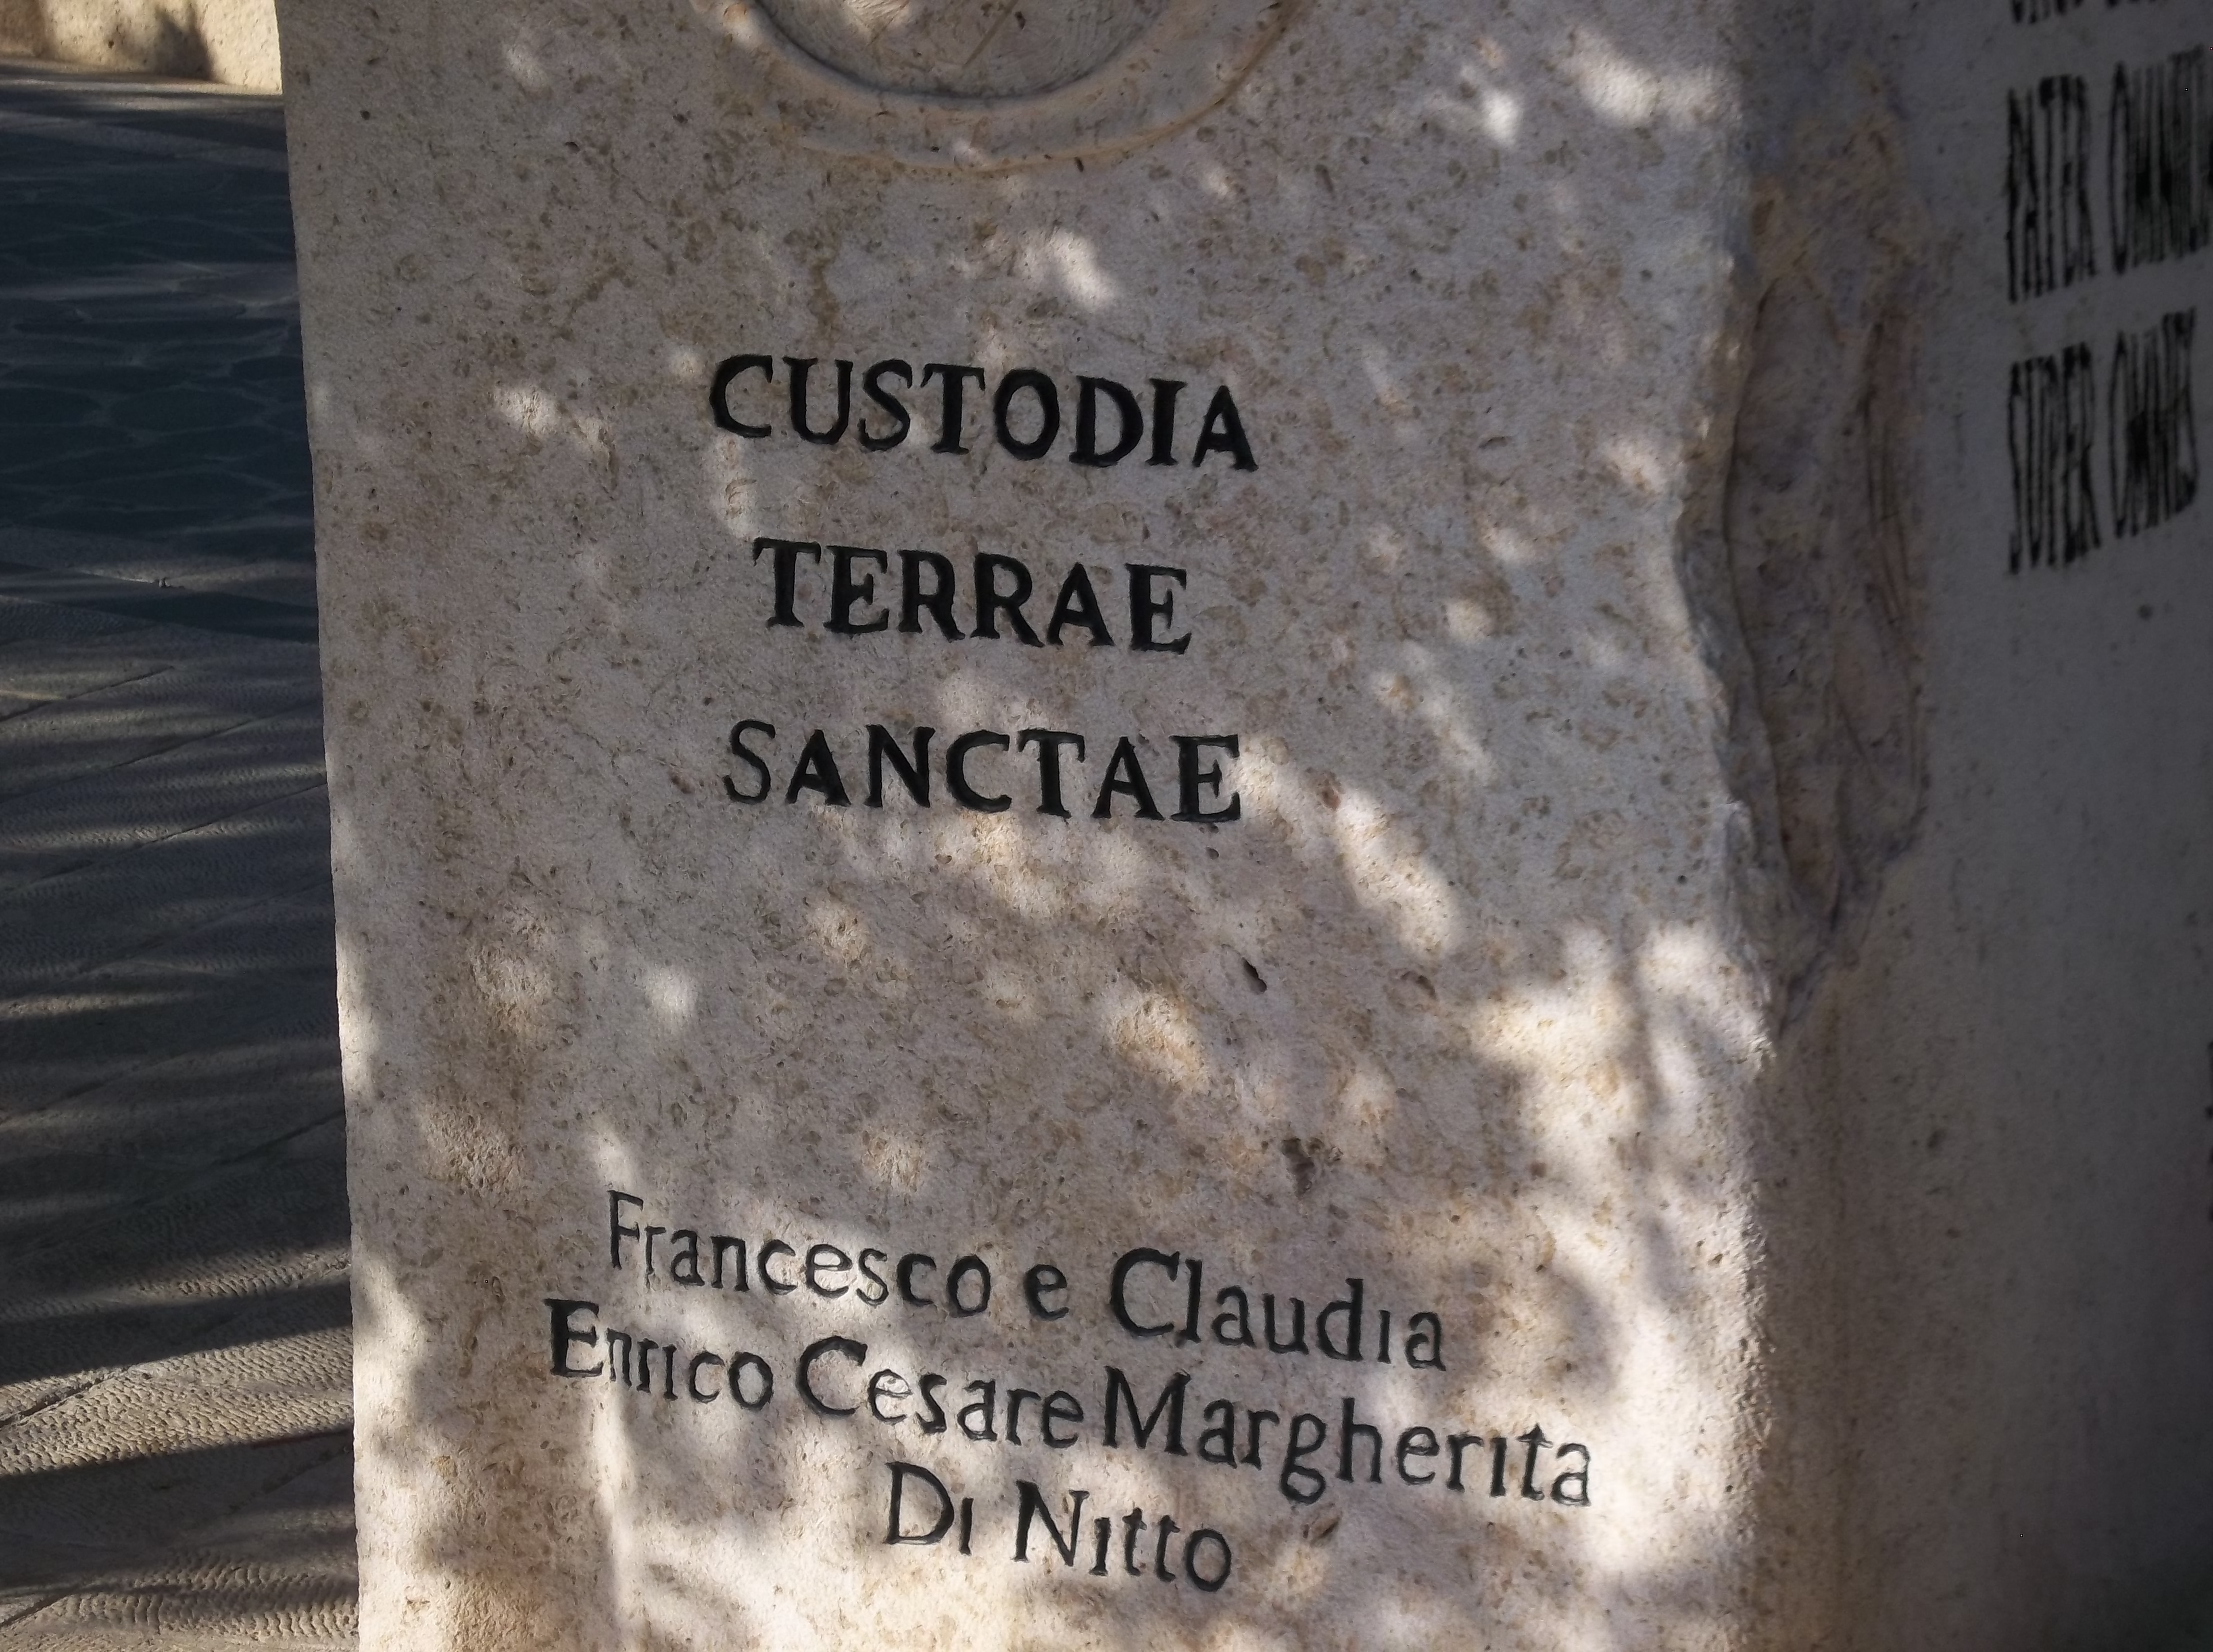 CUSTODIA
TERRAE
SANCTAE
Francesco e Claudia
Enrico Cesare Margherita
Di Nitto
PATER OMNIUM
SUPER OMNES